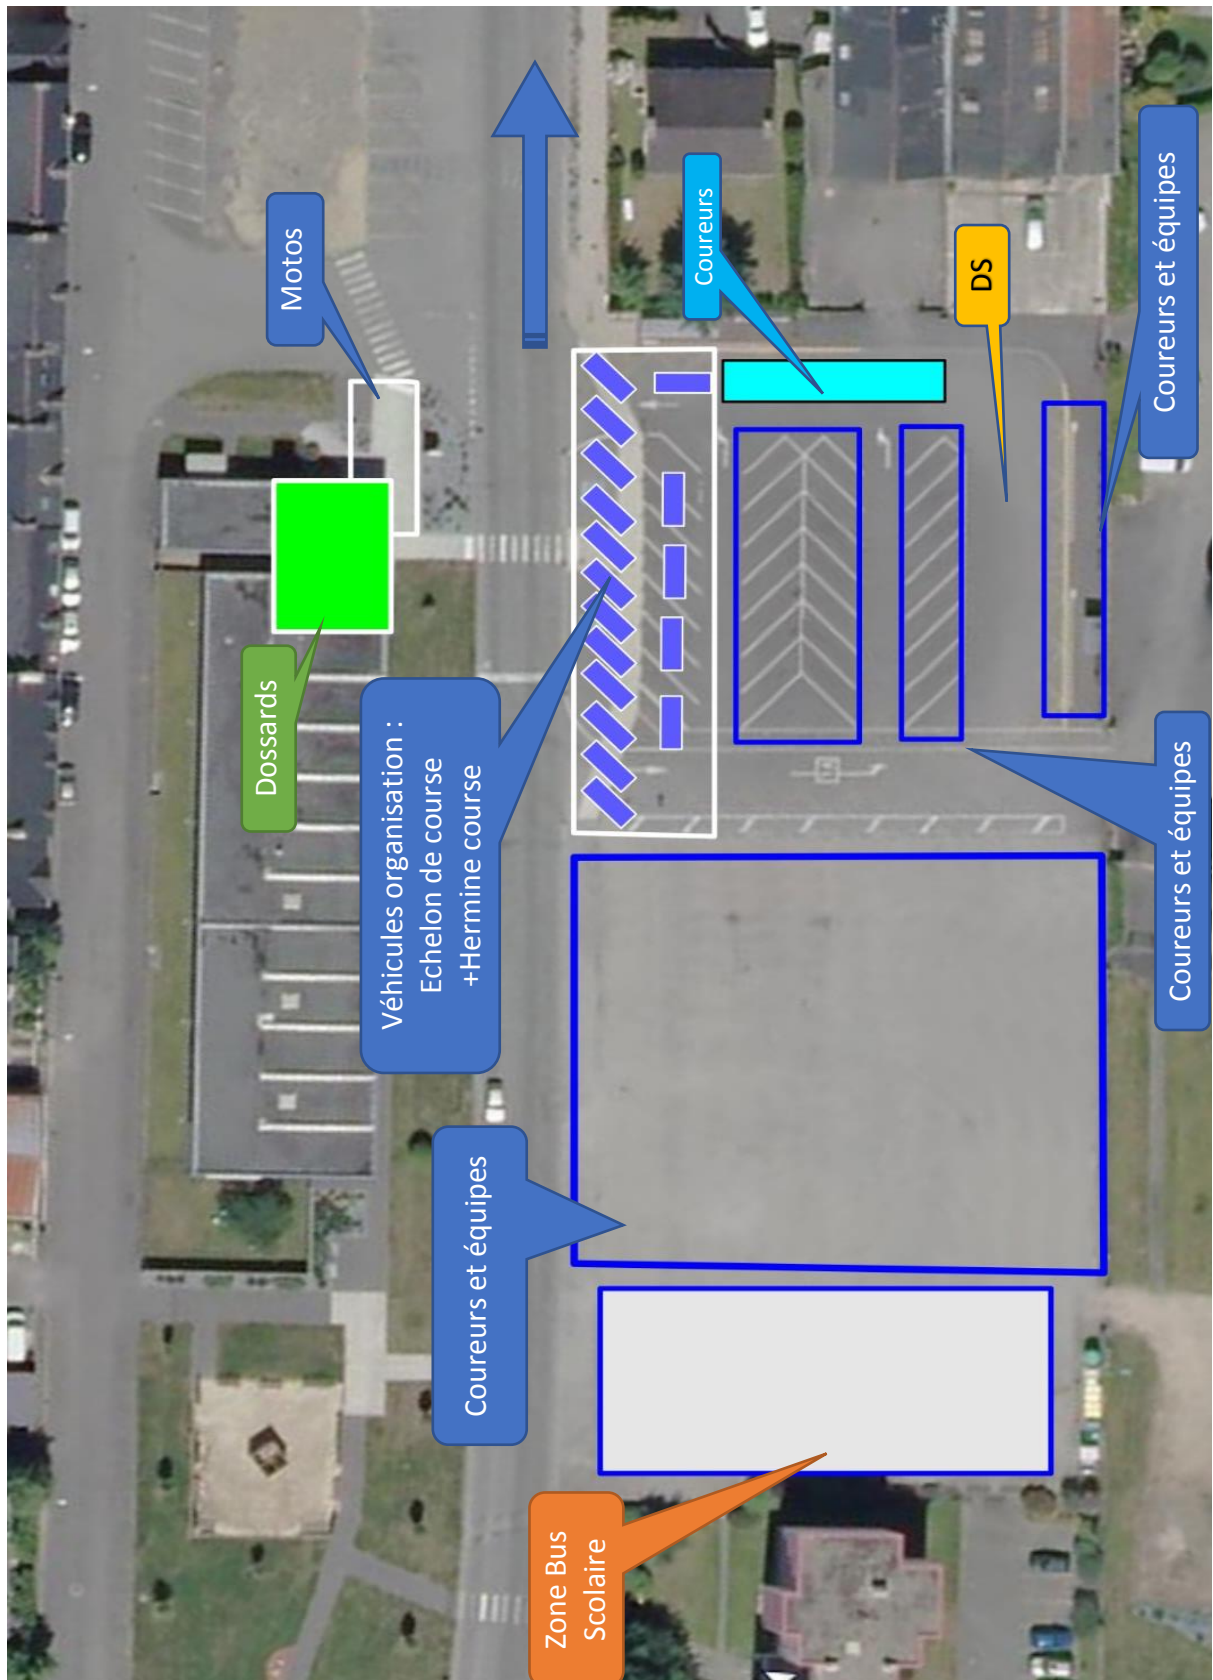 Motos
Coureurs
DS
Coureurs et équipes
Dossards
Véhicules organisation :
Echelon de course
+Hermine course
Coureurs et équipes
Coureurs et équipes
Zone Bus
Scolaire